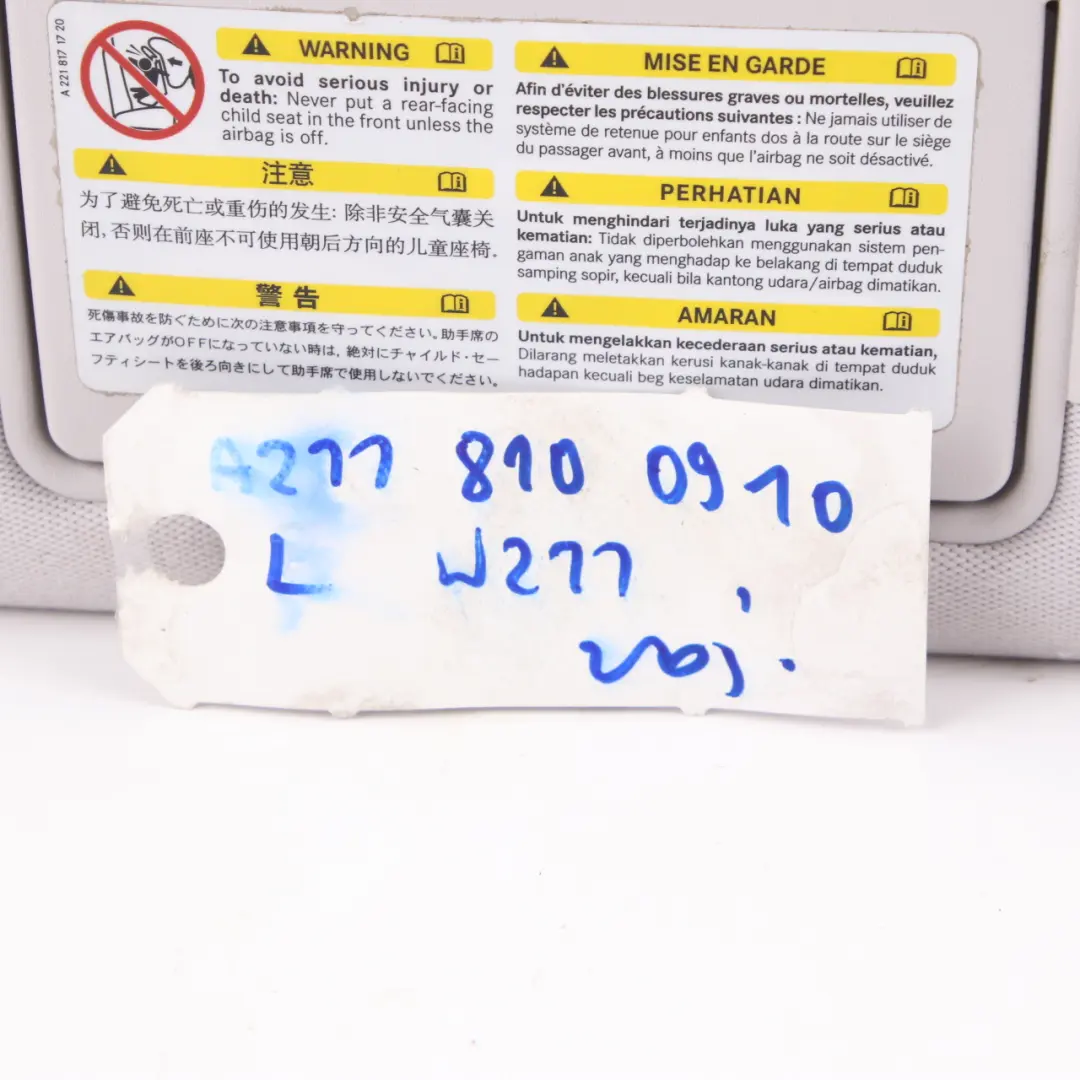 A 221 817 17 20
WARNING
To avoid serious injury or
death: Never put a rear-facing
child seat in the front unless the
airbag is off.
注意
为了避免死亡或重伤的发生: 除非安全气囊关
闭, 否则在前座不可使用朝后方向的儿童座椅.
警告
死傷事故を防ぐために次の注意事項を守ってください。助手席の
エアバッグがOFFになっていない時は, 絶対にチャイルド・セー
フティシートを後ろ向きにして助手席で使用しないでください。
MISE EN GARDE
Afin d'éviter des blessures graves ou mortelles, veuillez
respecter les précautions suivantes : Ne jamais utiliser de
système de retenue pour enfants dos à la route sur le siège
du passager avant, à moins que l'airbag ne soit désactivé.
PERHATIAN
Untuk menghindari terjadinya luka yang serius atau
kematian: Tidak diperbolehkan menggunakan sistem pen-
gaman anak yang menghadap ke belakang di tempat duduk
samping sopir, kecuali bila kantong udara/airbag dimatikan.
AMARAN
Untuk mengelakkan kecederaan serius atau kematian,
Dilarang meletakkan kerusi kanak-kanak di tempat duduk
hadapan kecuali beg keselamatan udara dimatikan.
A277 810 0910
L W277